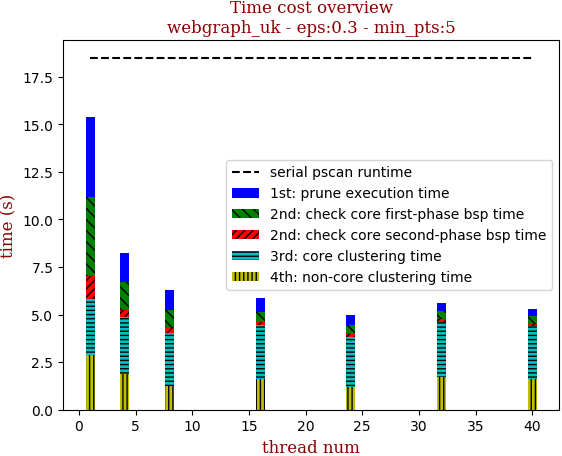 Time cost overview
webgraph_uk - eps:0.3 - min_pts:5
17.5
15.0
12.5
10.0
7.5
5.0
2.5
0.0
time (s)
serial pscan runtime
1st: prune execution time
2nd: check core first-phase bsp time
2nd: check core second-phase bsp time
3rd: core clustering time
4th: non-core clustering time
0 5 10 15 20 25 30 35 40
thread num